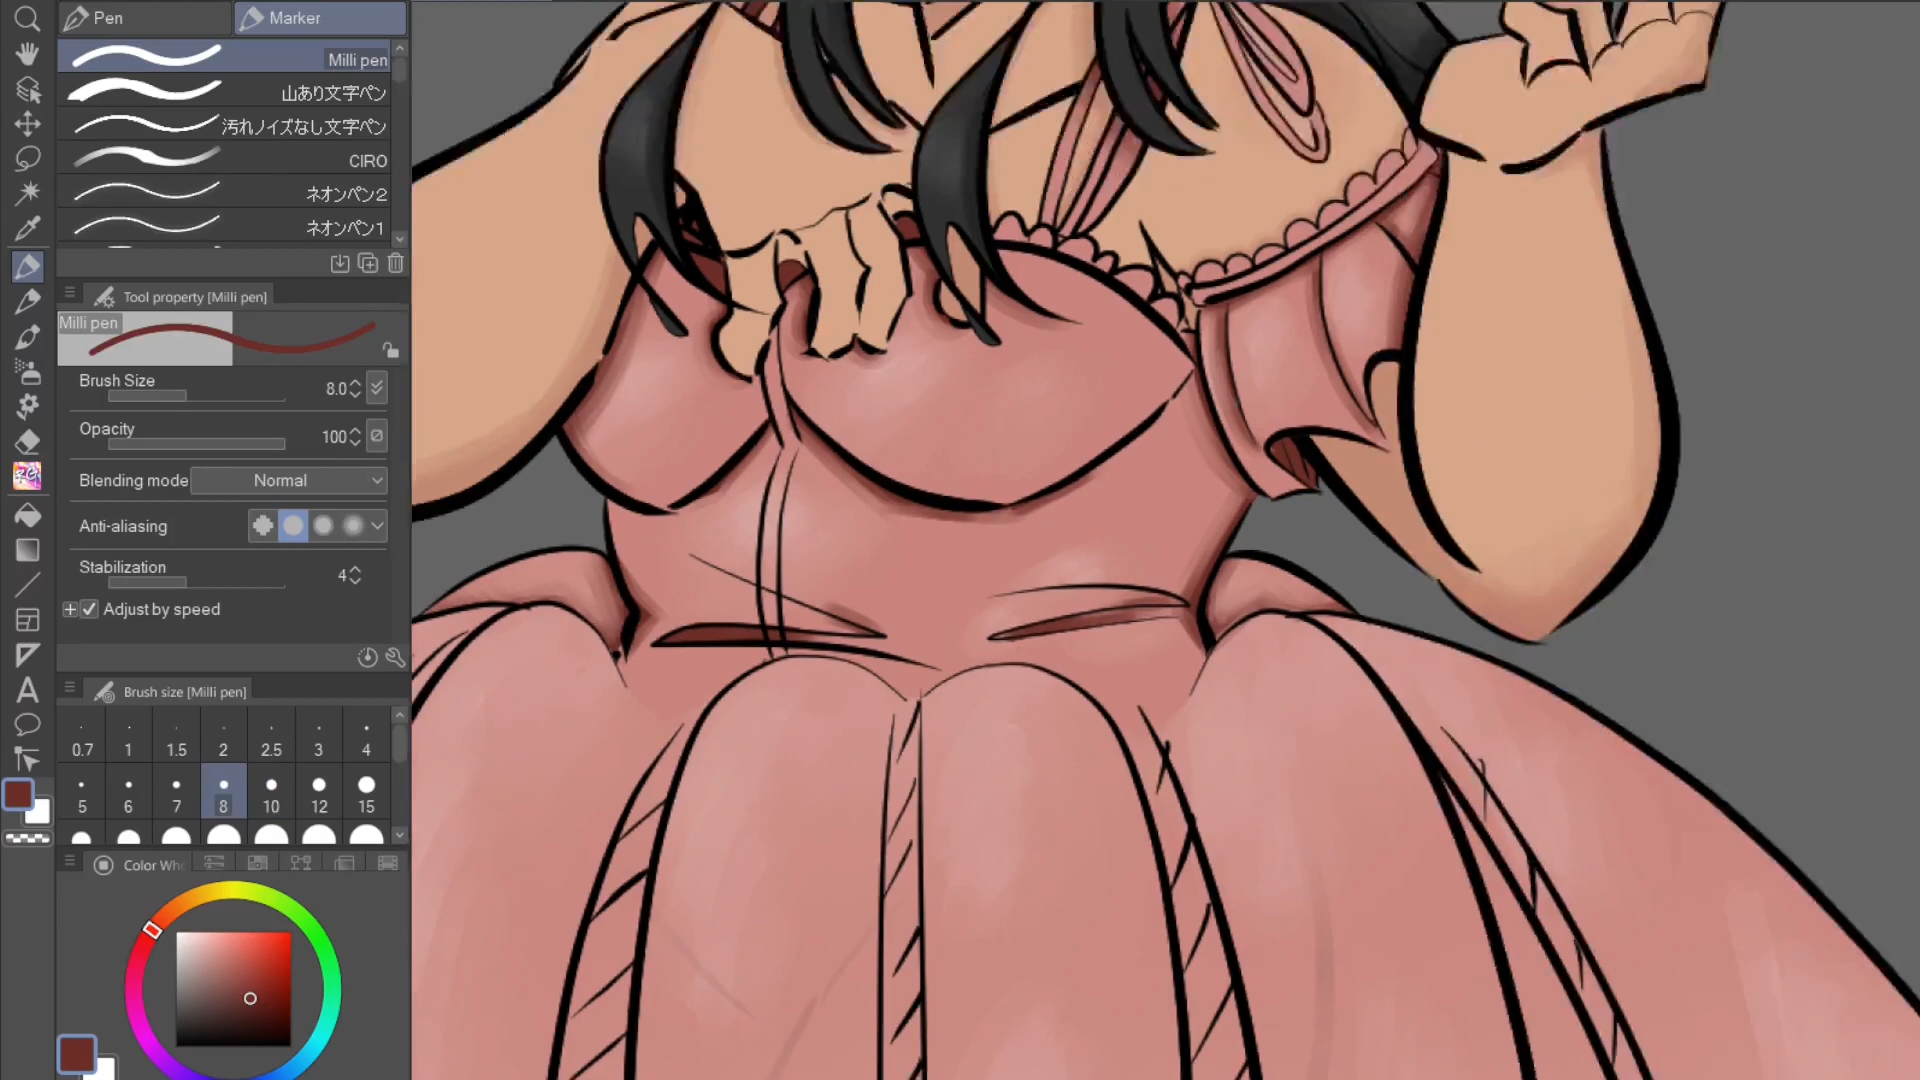 Pen
Marker
Milli pen
山あり文字ペン
汚れノイズなし文字ペン
CIRO
ネオンペン2
ネオンペン1
Tool property [Milli pen]
Milli pen
Brush Size 8.0
Opacity 100
Blending mode Normal
Anti-aliasing
Stabilization 4
Adjust by speed
Brush size [Milli pen]
0.7 1 1.5 2 2.5 3 4
5 6 7 8 10 12 15
Color Whe